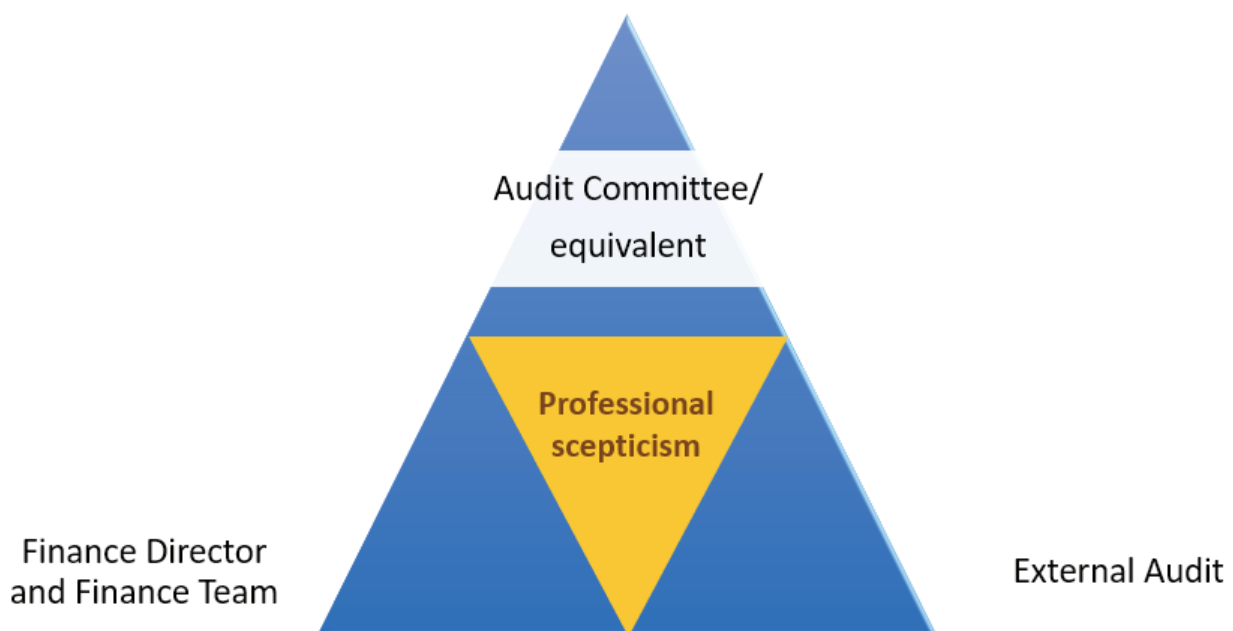 Audit Committee/
equivalent
Professional
scepticism
Finance Director
and Finance Team
External Audit